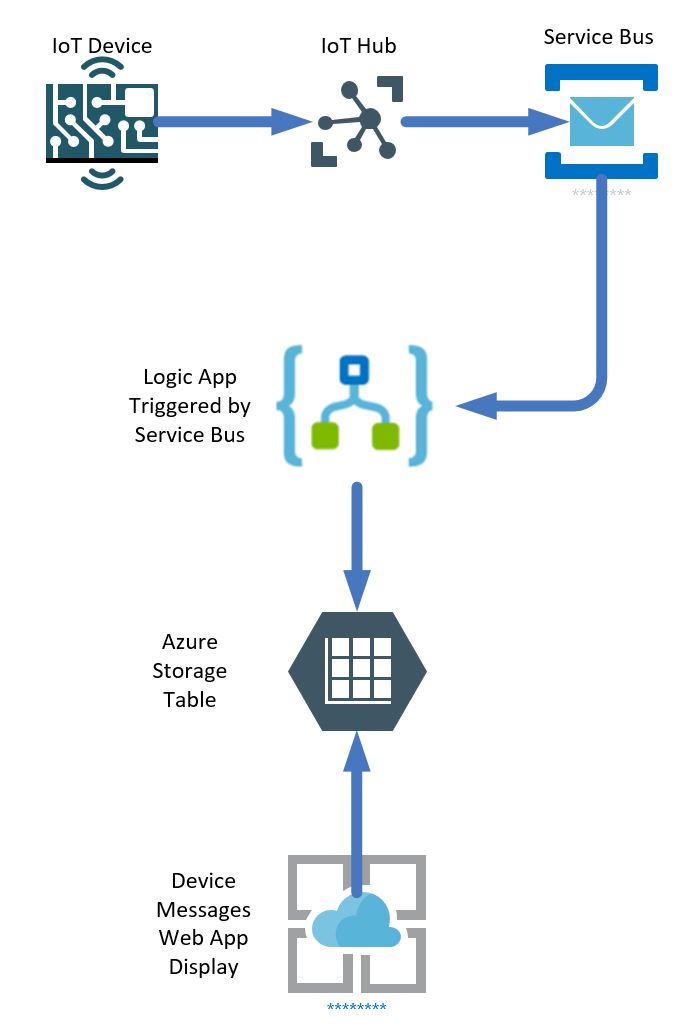 IoT Device
IoT Hub
Service Bus
********
Logic App
Triggered by
Service Bus
Azure
Storage
Table
Device
Messages
Web App
Display
********